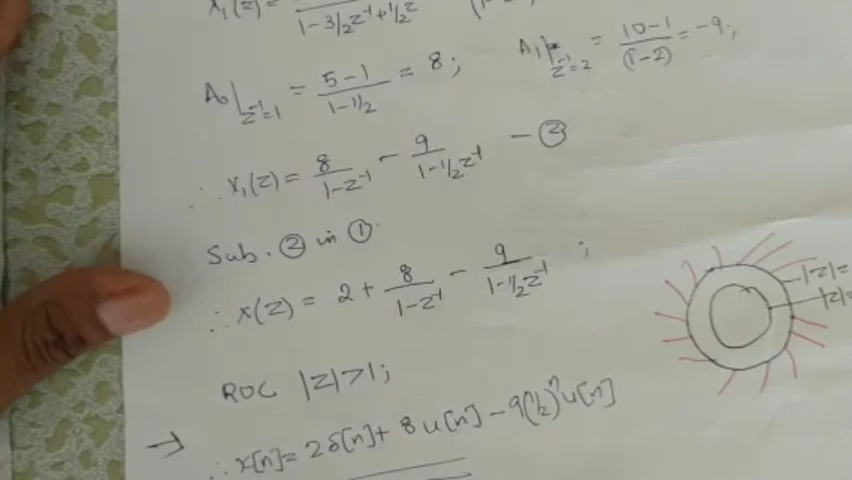 X₁(z) =
1-3/2z⁻¹+1/2z
A₀|z⁻¹=1 = 5-1/1-1/2 = 8; A₁|z⁻¹=2 = 10-1/(1-2) = -9;
∴ X₁(z) = 8/1-z⁻¹ - 9/1-1/2z⁻¹ - ②
Sub. ② in ①.
∴ x(z) = 2 + 8/1-z⁻¹ - 9/1-1/2z⁻¹ ;
|z|=
|z|=
ROC |z|>1;
→ ∴ x[n] = 2δ[n] + 8u[n] - 9(1/2)ⁿu[n]